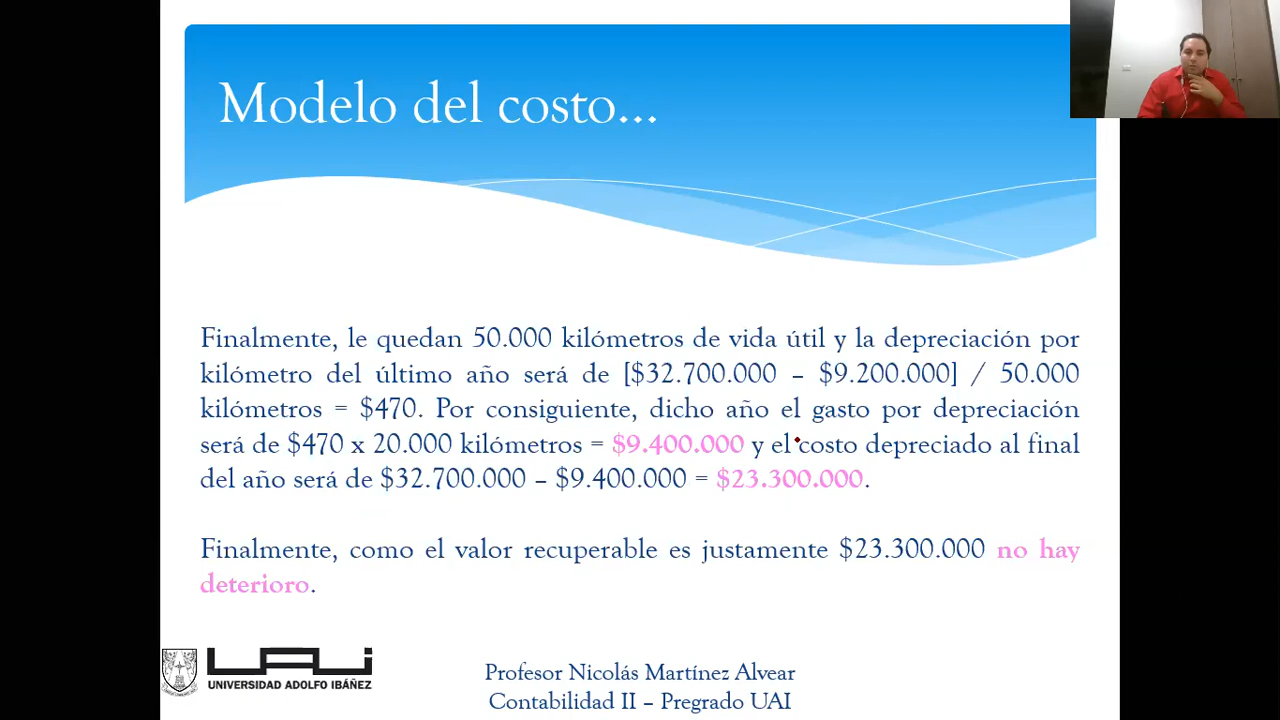 Modelo del costo...
Finalmente, le quedan 50.000 kilómetros de vida útil y la depreciación por
kilómetro del último año será de [$32.700.000 – $9.200.000] / 50.000
kilómetros = $470. Por consiguiente, dicho año el gasto por depreciación
será de $470 x 20.000 kilómetros = $9.400.000 y el costo depreciado al final
del año será de $32.700.000 – $9.400.000 = $23.300.000.
Finalmente, como el valor recuperable es justamente $23.300.000 no hay
deterioro.
UAI
UNIVERSIDAD ADOLFO IBÁÑEZ
Profesor Nicolás Martínez Alvear
Contabilidad II – Pregrado UAI